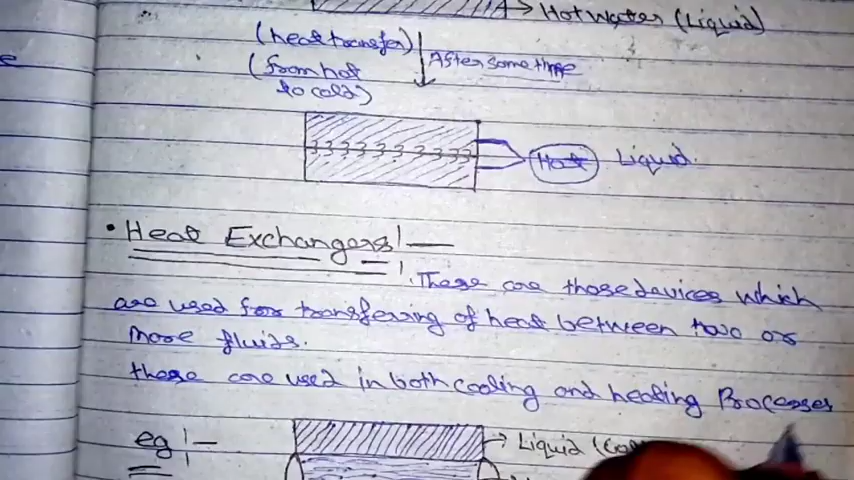 Hot Water (Liquid)
(heat transfer)
(from hot
to cold)
After some time
Hot Liquid.
• Heat Exchangers!—
These are those devices which
are used for transferring of heat between two or
more fluids.
these are used in both cooling and heating Processes
eg!— Liquid